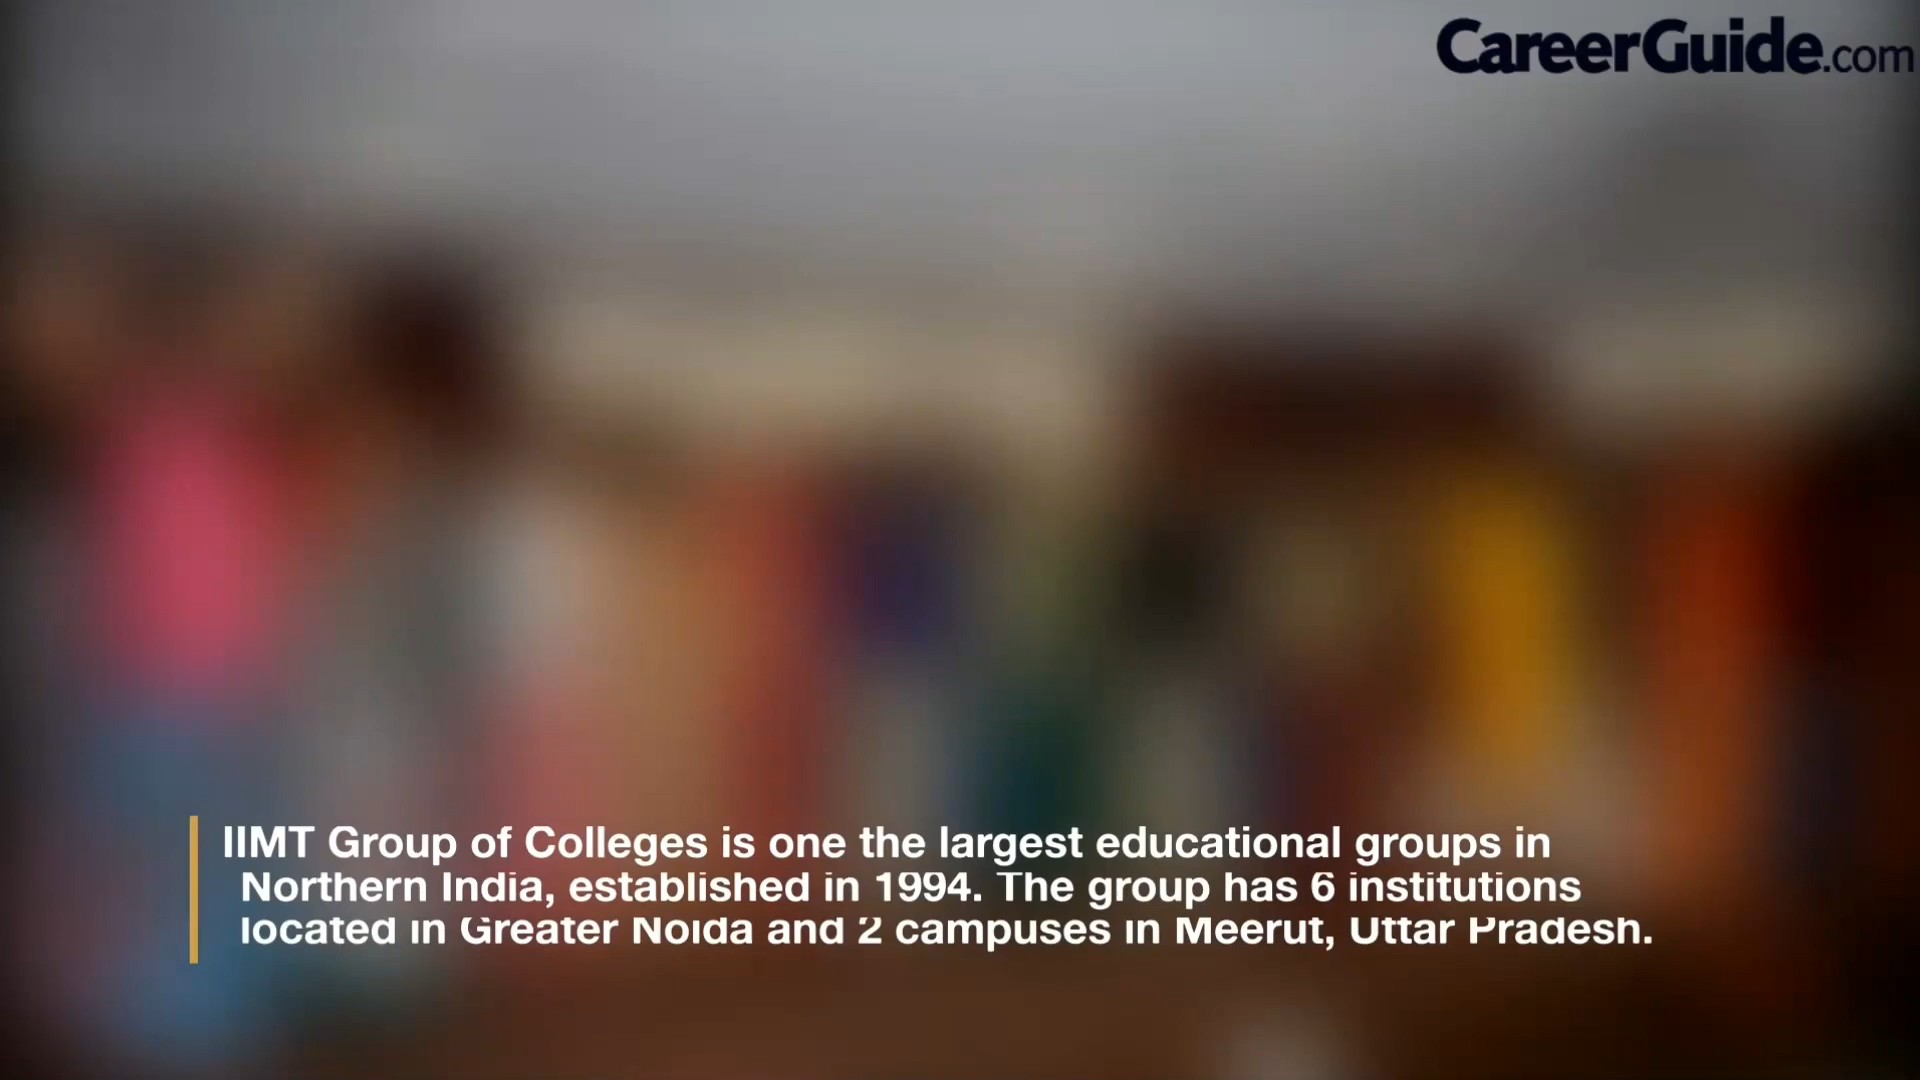 CareerGuide.com
IIMT Group of Colleges is one the largest educational groups in
Northern India, established in 1994. The group has 6 institutions
located in Greater Noida and 2 campuses in Meerut, Uttar Pradesh.